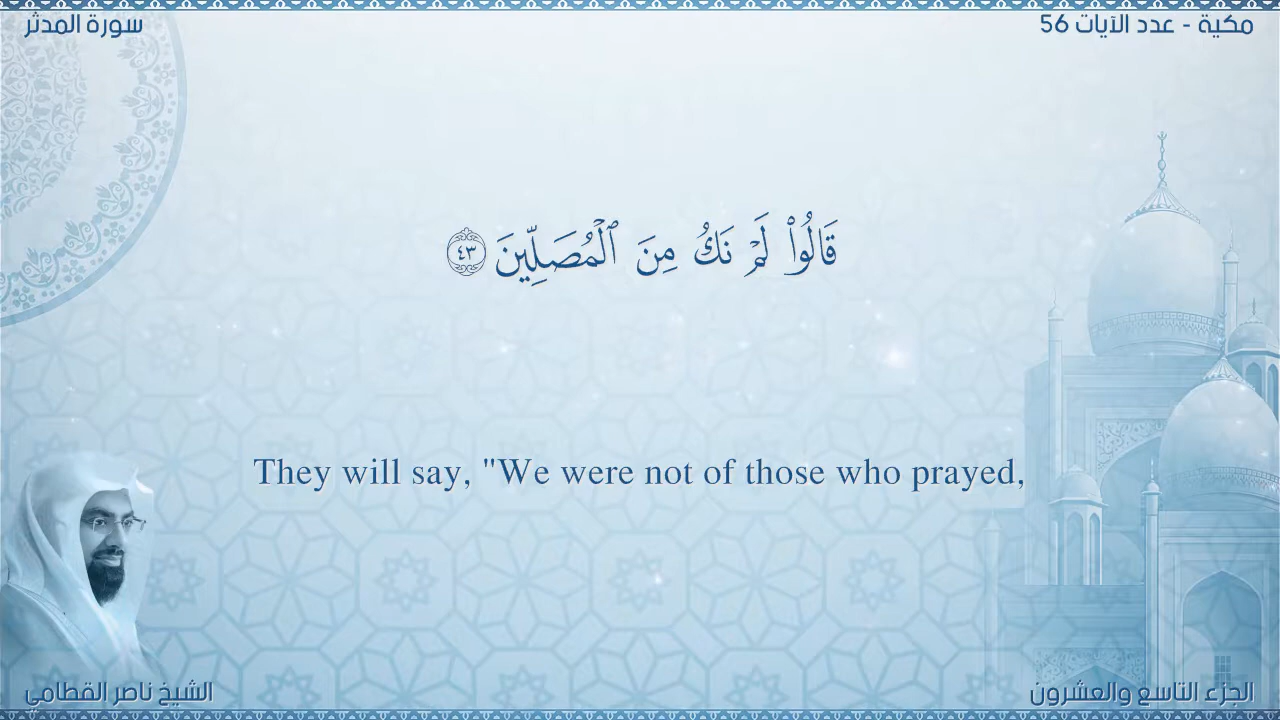 مكية - عدد الآيات 56
سورة المدثر
قَالُوا۟ لَمْ نَكُ مِنَ ٱلْمُصَلِّينَ ٤٣
They will say, "We were not of those who prayed,
الجزء التاسع والعشرون
الشيخ ناصر القطامي